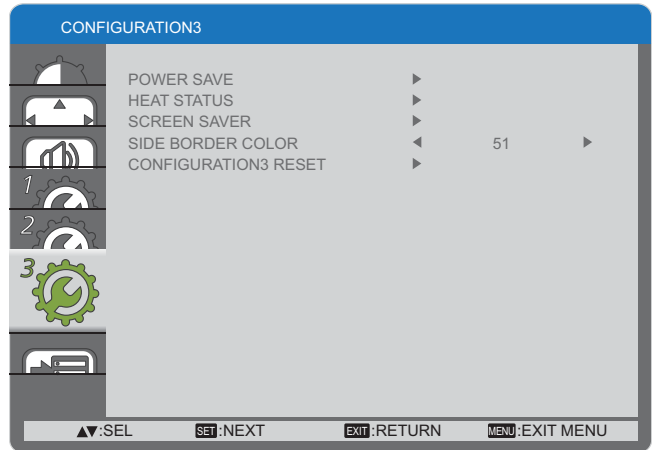 CONFIGURATION3
POWER SAVE
HEAT STATUS
SCREEN SAVER
SIDE BORDER COLOR 51
CONFIGURATION3 RESET
1
2
3
▲▼:SEL SET:NEXT EXIT:RETURN MENU:EXIT MENU